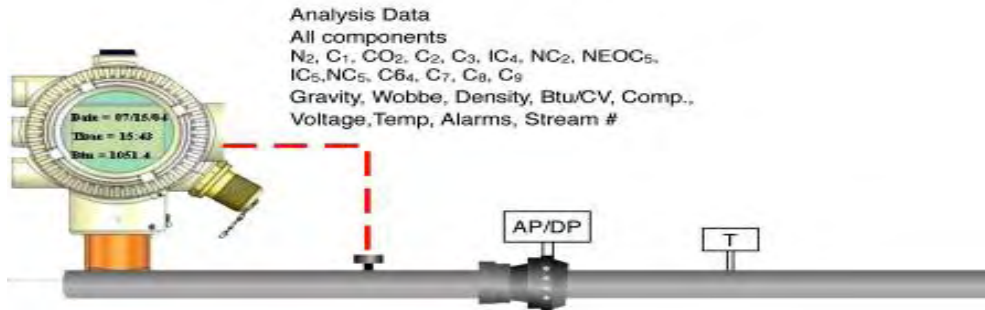 Analysis Data
All components
N₂, C₁, CO₂, C₂, C₃, IC₄, NC₂, NEOC₅,
IC₅,NC₅, C6₄, C₇, C₈, C₉
Gravity, Wobbe, Density, Btu/CV, Comp.,
Voltage,Temp, Alarms, Stream #
Date = 07/15/04
Time = 15:43
Btu = 1051.4
AP/DP
T